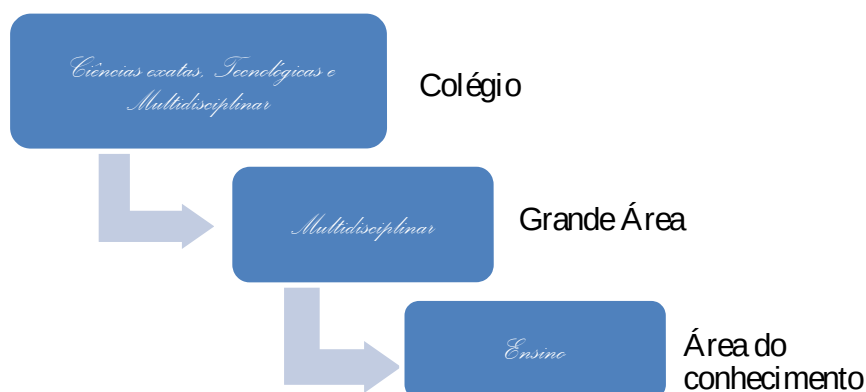 Ciências exatas, Tecnológicas e
Multidisciplinar
Colégio
Multidisciplinar
Grande Área
Ensino
Área do
conhecimento